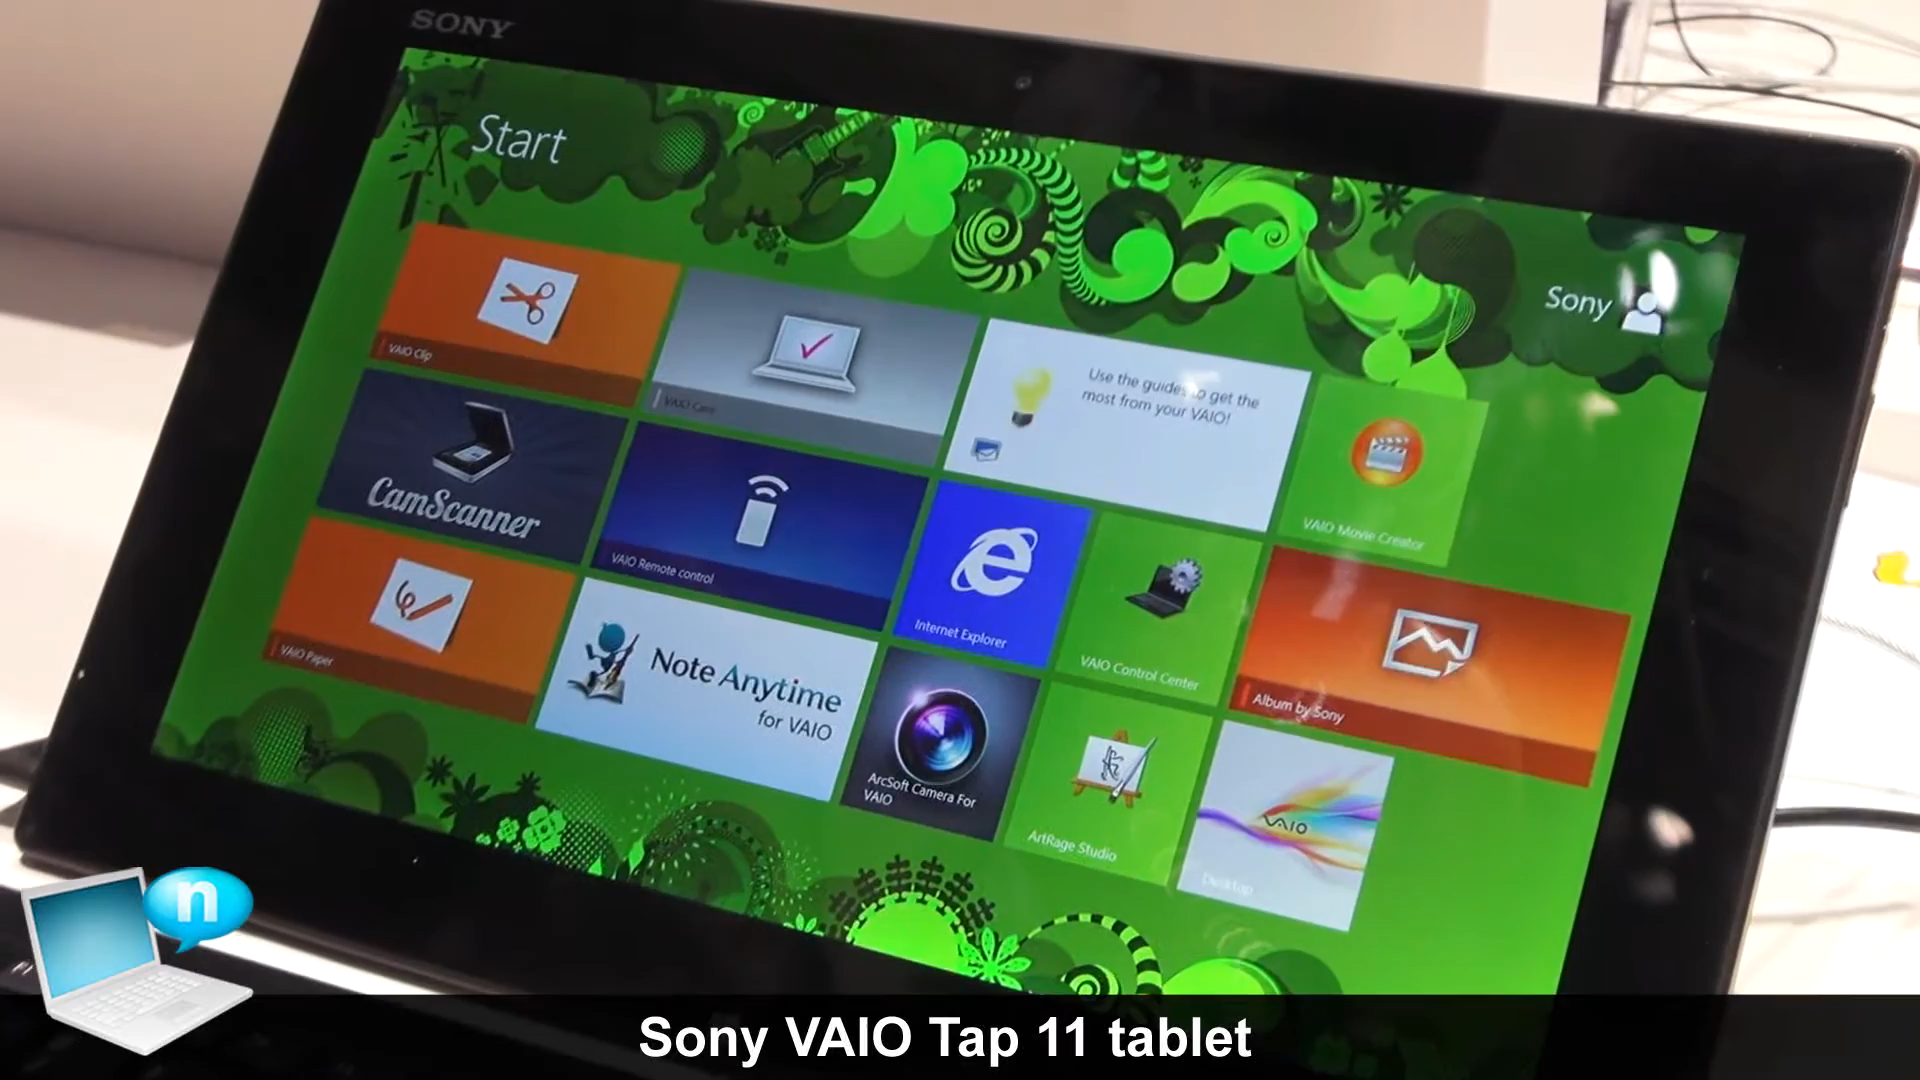 SONY
Start
Sony
VAIO Clip
VAIO Care
Use the guides to get the
most from your VAIO!
VAIO Movie Creator
CamScanner
VAIO Remote control
Internet Explorer
VAIO Control Center
Album by Sony
VAIO Paper
Note Anytime
for VAIO
ArcSoft Camera For
VAIO
ArtRage Studio
VAIO
Desktop
n
Sony VAIO Tap 11 tablet